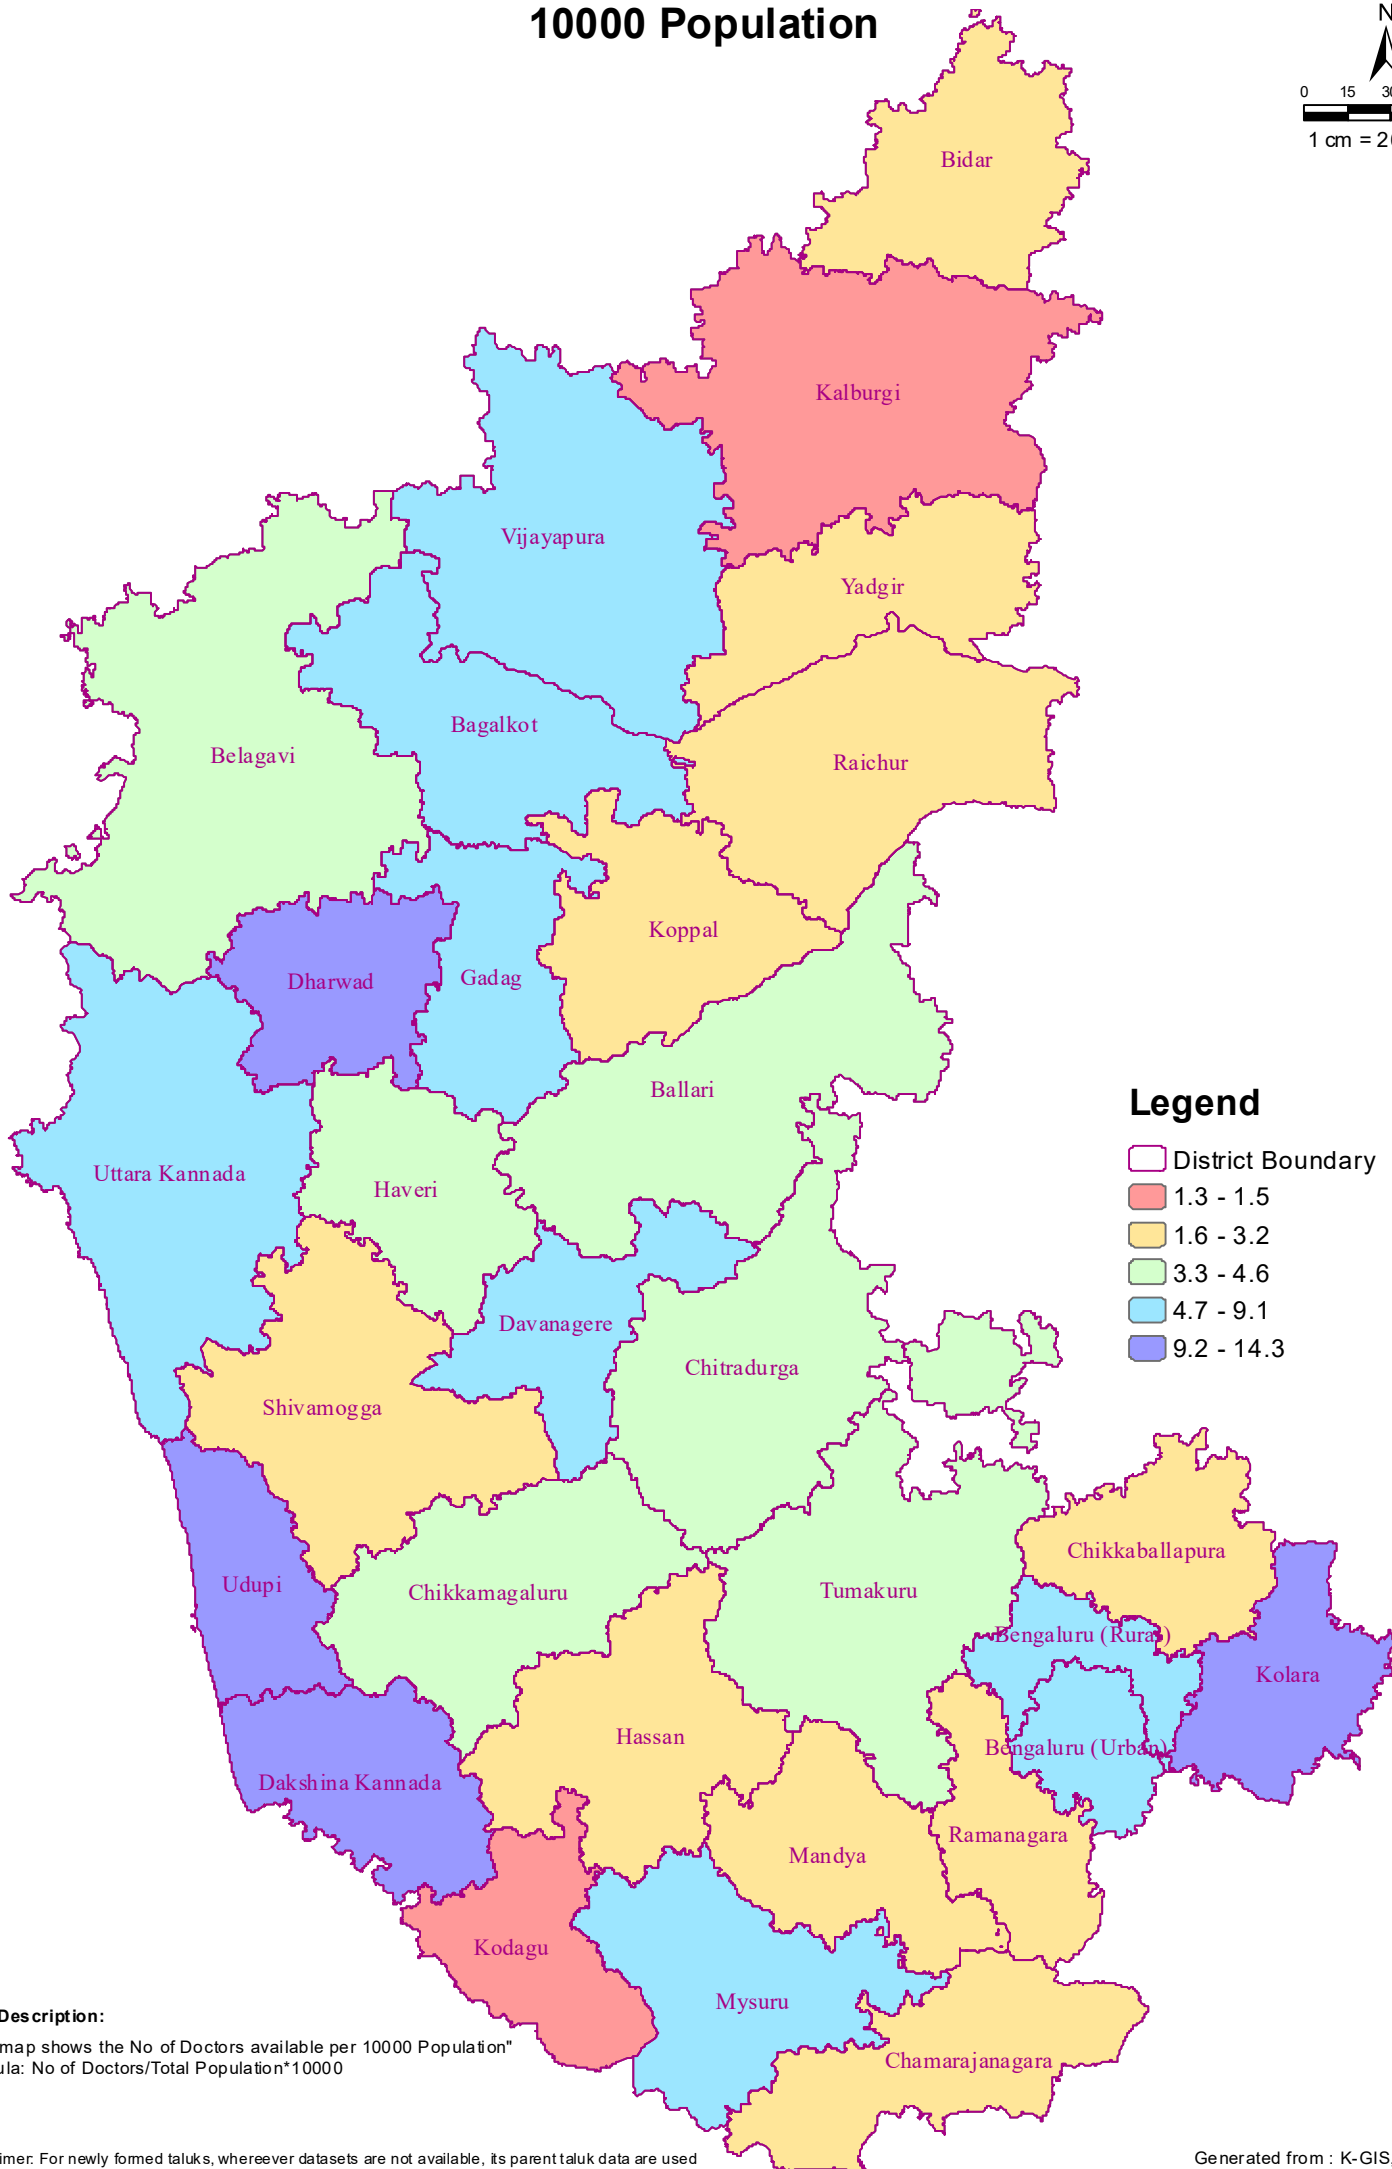 10000 Population
N
0 15
1 cm = 2
Bidar
Kalburgi
Vijayapura
Yadgir
Bagalkot
Belagavi
Raichur
Koppal
Dharwad
Gadag
Ballari
Uttara Kannada
Haveri
Legend
District Boundary
1.3 - 1.5
1.6 - 3.2
3.3 - 4.6
4.7 - 9.1
9.2 - 14.3
Davanagere
Chitradurga
Shivamogga
Chikkaballapura
Udupi
Chikkamagaluru
Tumakuru
Bengaluru (Rural)
Kolara
Hassan
Bengaluru (Urban)
Dakshina Kannada
Ramanagara
Mandya
Kodagu
Mysuru
Description:
map shows the No of Doctors available per 10000 Population"
ula: No of Doctors/Total Population*10000
Chamarajanagara
imer: For newly formed taluks, whereever datasets are not available, its parent taluk data are used
Generated from : K-GIS,